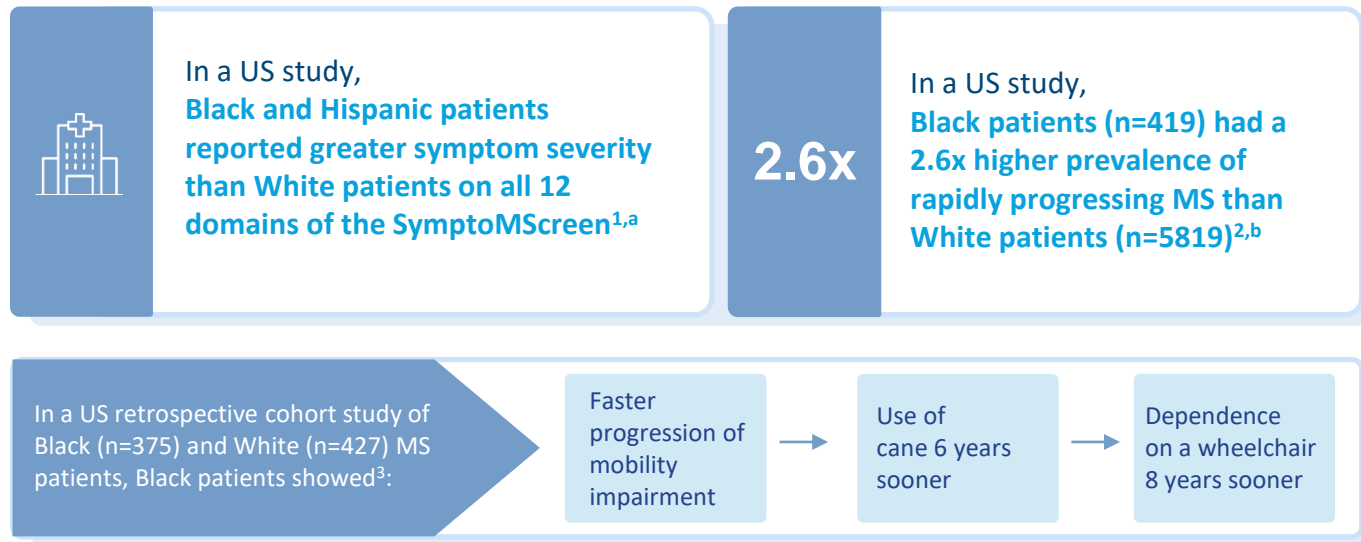 In a US study,
Black and Hispanic patients
reported greater symptom severity
than White patients on all 12
domains of the SymptoMScreen1,a
2.6x
In a US study,
Black patients (n=419) had a
2.6x higher prevalence of
rapidly progressing MS than
White patients (n=5819)2,b
In a US retrospective cohort study of
Black (n=375) and White (n=427) MS
patients, Black patients showed3:
Faster
progression of
mobility
impairment
Use of
cane 6 years
sooner
Dependence
on a wheelchair
8 years sooner